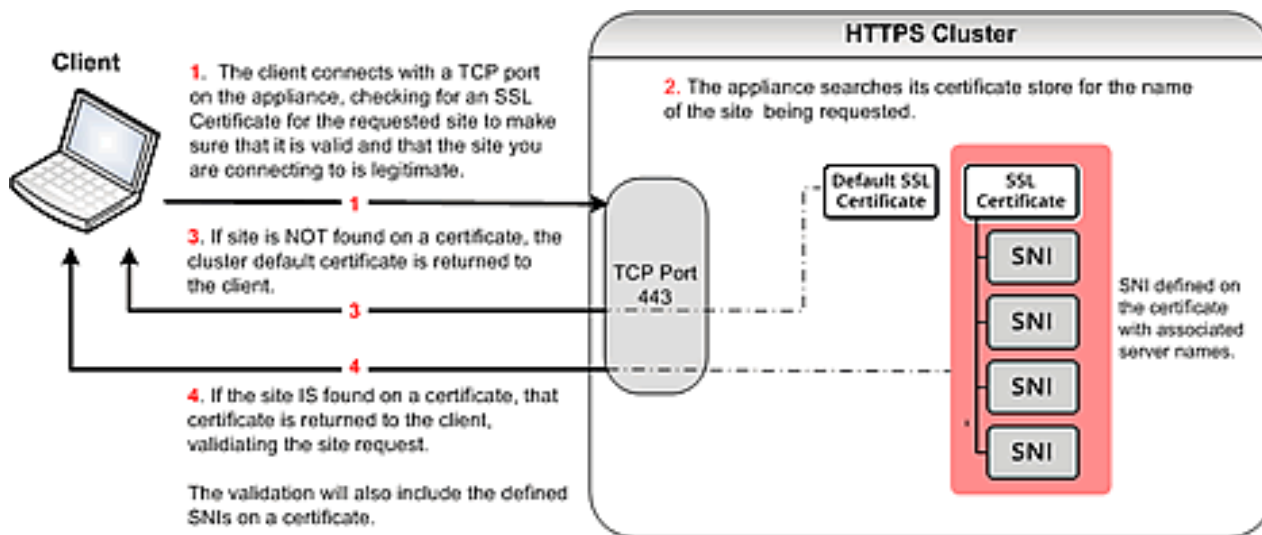 HTTPS Cluster
Client
1. The client connects with a TCP port
on the appliance, checking for an SSL
Certificate for the requested site to make
sure that it is valid and that the site you
are connecting to is legitimate.
1
2. The appliance searches its certificate store for the name
of the site being requested.
Default SSL
Certificate
SSL
Certificate
SNI
SNI
SNI
SNI
SNI defined on
the certificate
with associated
server names.
TCP Port
443
3. If site is NOT found on a certificate, the
cluster default certificate is returned to
the client.
3
4
4. If the site IS found on a certificate, that
certificate is returned to the client,
validiating the site request.
The validation will also include the defined
SNIs on a certificate.